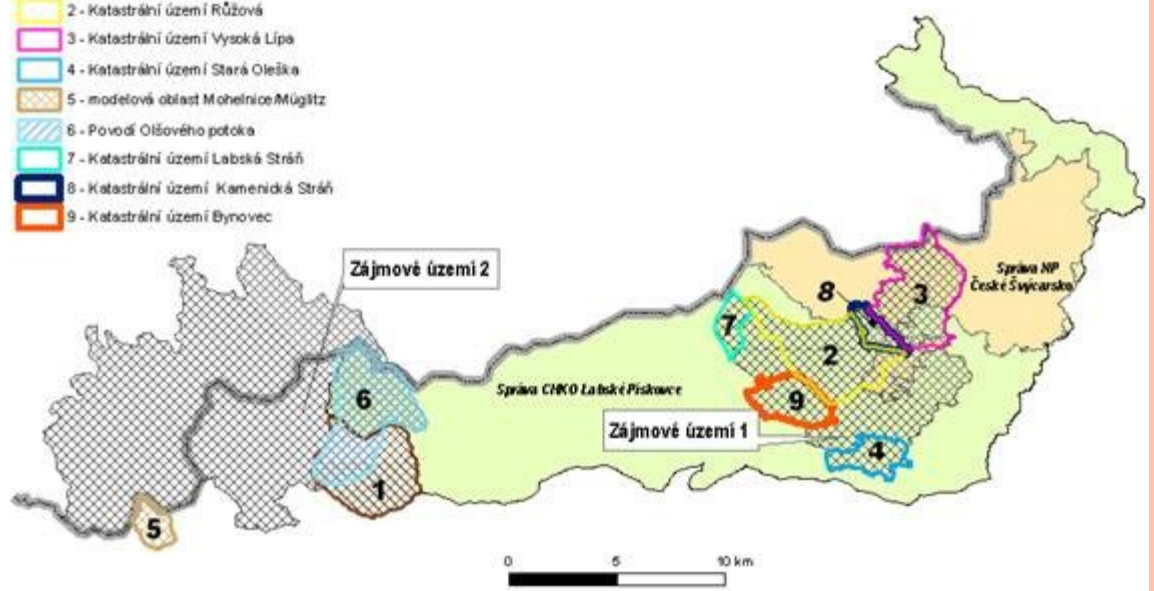 2 - Katastrální území Růžová
3 - Katastrální území Vysoká Lípa
4 - Katastrální území Stará Oleška
5 - modelová oblast Mohelnice/Müglitz
6 - Povodí Olšového potoka
7 - Katastrální území Labská Stráň
8 - Katastrální území Kamenická Stráň
9 - Katastrální území Bynovec
Zájmové území 2
Správa NP
České Švýcarsko
8
3
7
2
6
Správa CHKO Labské Pískovce
9
Zájmové území 1
4
1
5
0 5 10 km